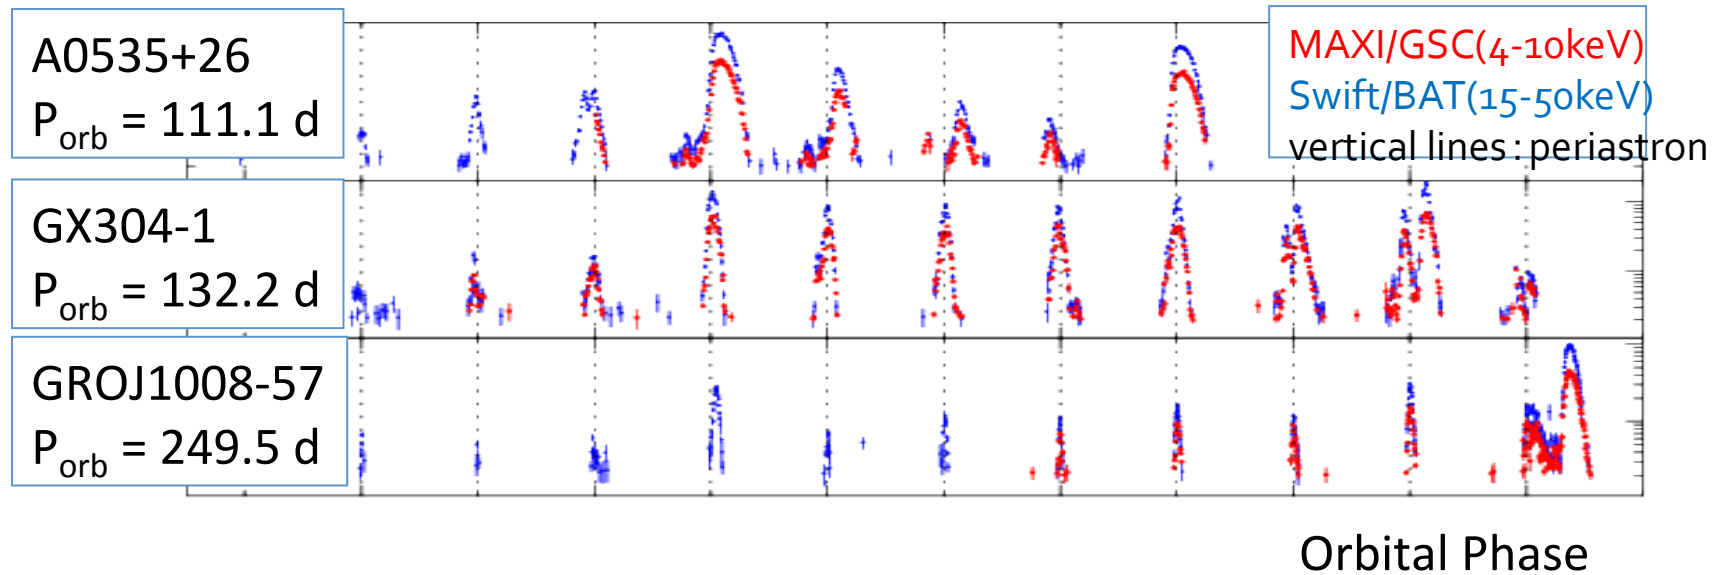 A0535+26
Porb = 111.1 d
MAXI/GSC(4-10keV)
Swift/BAT(15-50keV)
vertical lines : periastron
GX304-1
Porb = 132.2 d
GROJ1008-57
Porb = 249.5 d
Orbital Phase